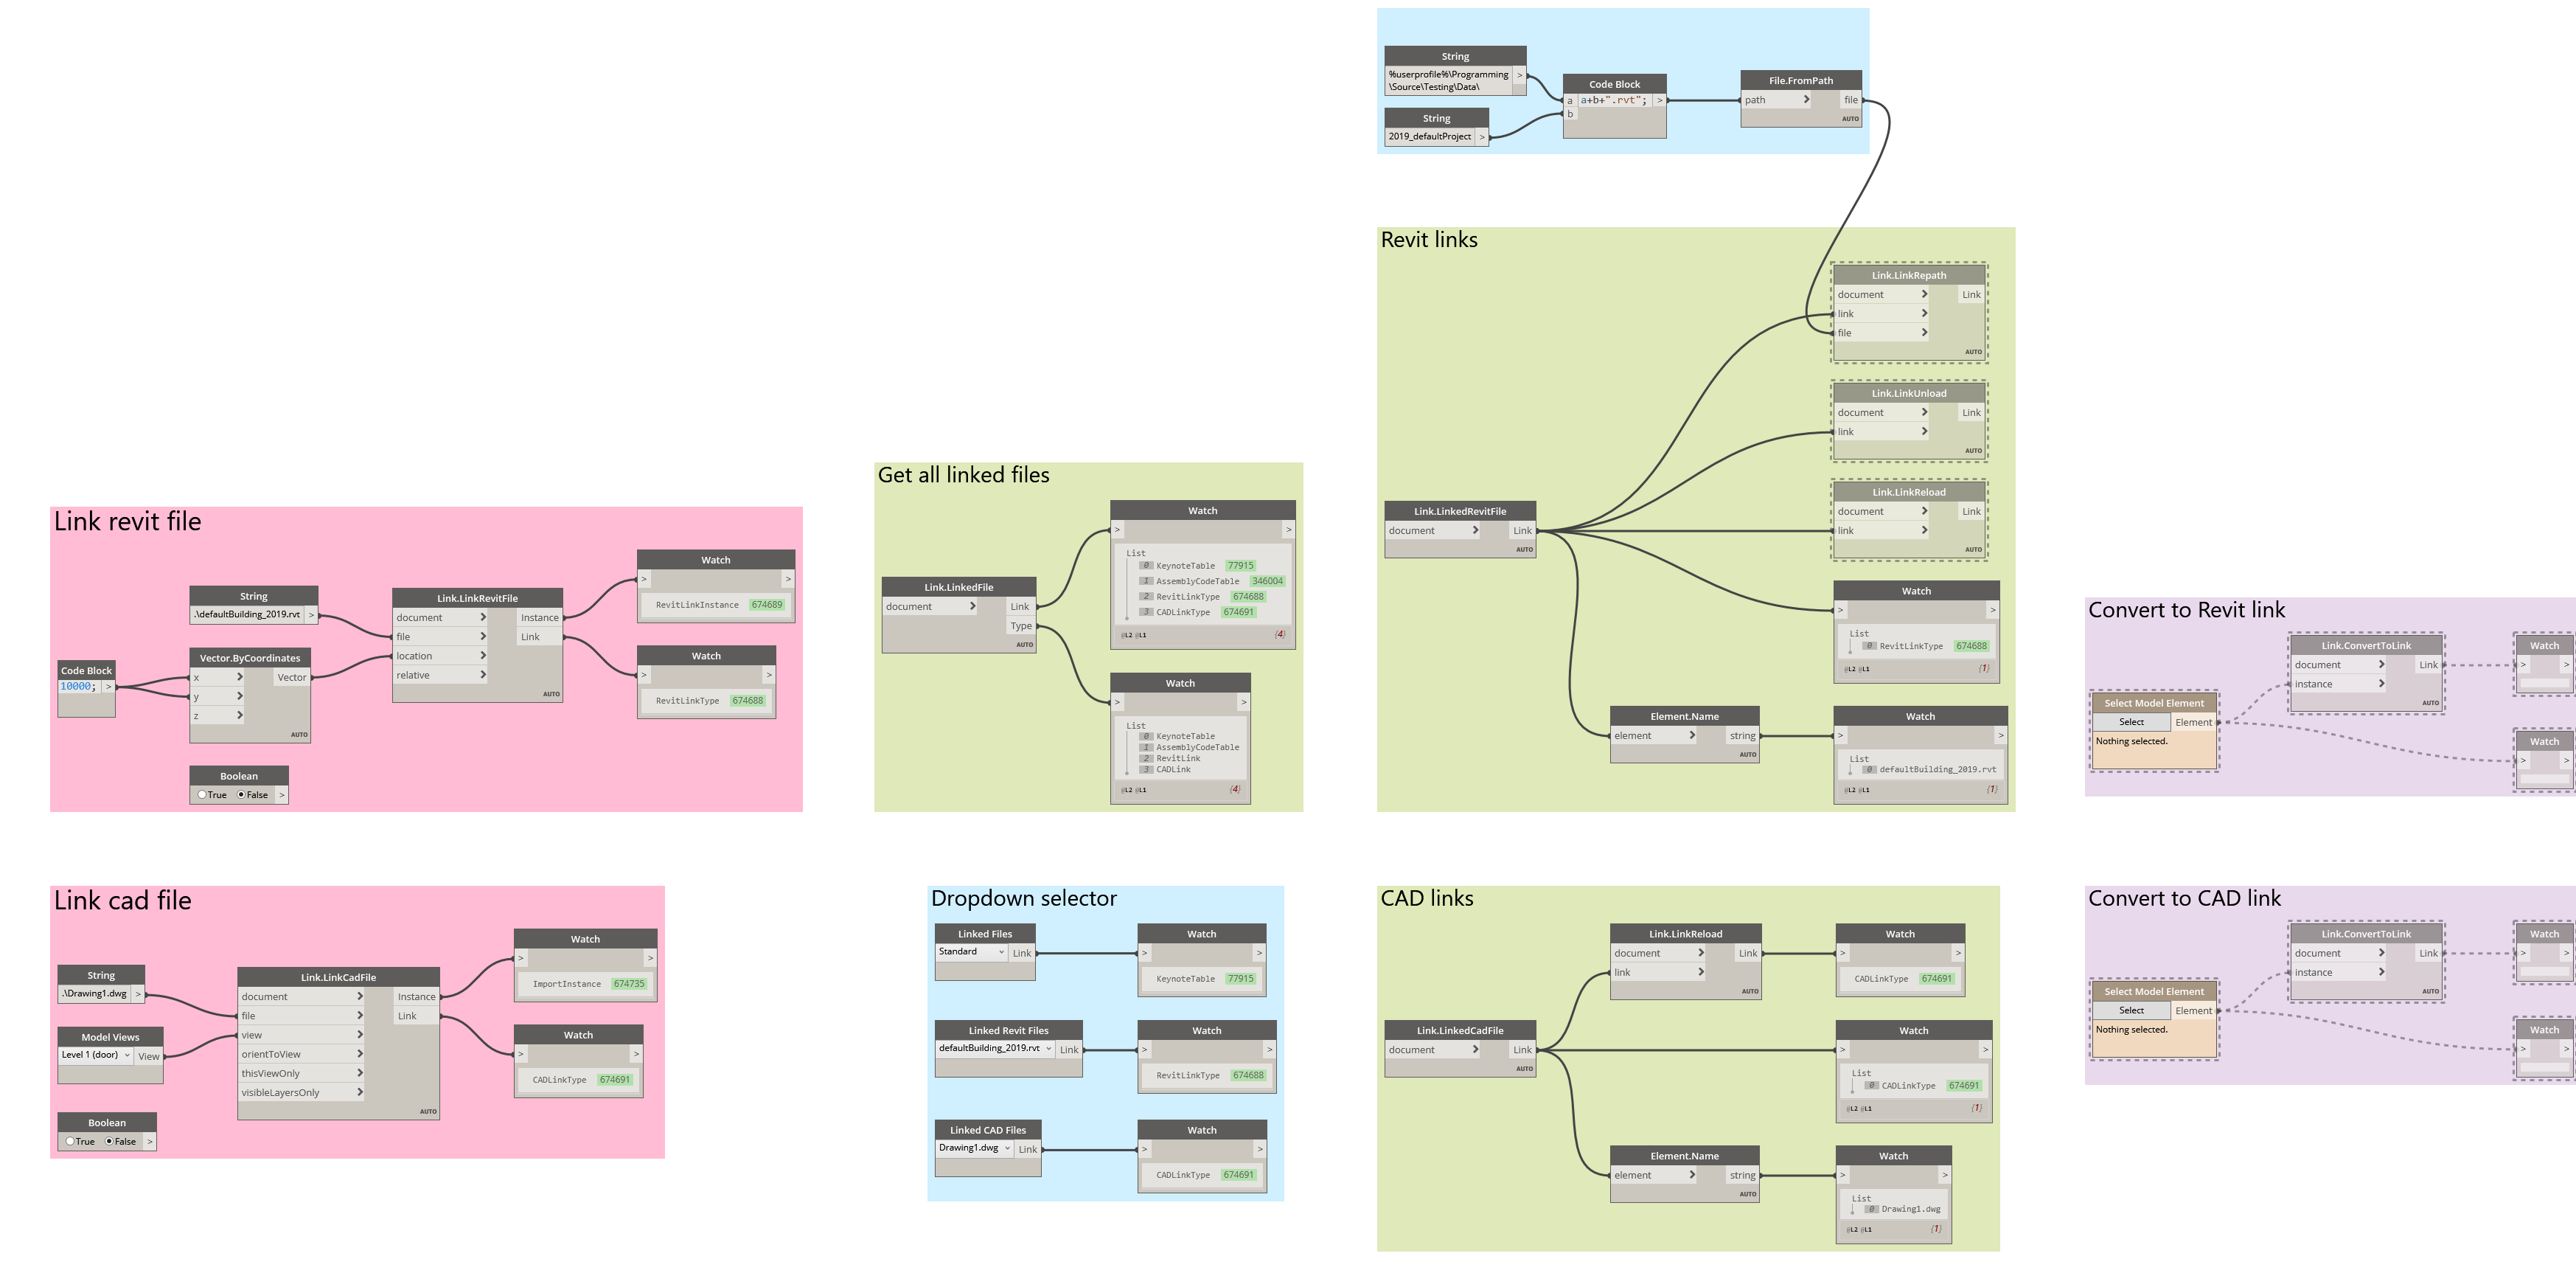 String
%userprofile%\Programming
\Source\Testing\Data\
>
String
2019_defaultProject
>
Code Block
a a+b+".rvt"; >
b
File.FromPath
path > file
AUTO
Revit links
Link.LinkRepath
document > Link
link >
file >
AUTO
Link.LinkUnload
document > Link
link >
AUTO
Link.LinkReload
document > Link
link >
AUTO
Link.LinkedRevitFile
document > Link
AUTO
Watch
> >
List
0 RevitLinkType 674688
@L2 @L1 {1}
Element.Name
element > string
AUTO
Watch
> >
List
0 defaultBuilding_2019.rvt
@L2 @L1 {1}
Get all linked files
Link.LinkedFile
document > Link
Type
AUTO
Watch
> >
List
0 KeynoteTable 77915
1 AssemblyCodeTable 346004
2 RevitLinkType 674688
3 CADLinkType 674691
@L2 @L1 {4}
Watch
> >
List
0 KeynoteTable
1 AssemblyCodeTable
2 RevitLink
3 CADLink
@L2 @L1 {4}
Link revit file
String
.\defaultBuilding_2019.rvt >
Code Block
10000; >
Vector.ByCoordinates
x > Vector
y >
z >
AUTO
Boolean
True False >
Link.LinkRevitFile
document > Instance
file > Link
location >
relative >
AUTO
Watch
> >
RevitLinkInstance 674689
Watch
> >
RevitLinkType 674688
Convert to Revit link
Select Model Element
Select Element
Nothing selected.
Link.ConvertToLink
document > Link
instance >
AUTO
Watch
> >
Watch
> >
Link cad file
String
.\Drawing1.dwg >
Model Views
Level 1 (door) View
Boolean
True False >
Link.LinkCadFile
document > Instance
file > Link
view >
orientToView >
thisViewOnly >
visibleLayersOnly >
AUTO
Watch
> >
ImportInstance 674735
Watch
> >
CADLinkType 674691
Dropdown selector
Linked Files
Standard Link
Watch
> >
KeynoteTable 77915
Linked Revit Files
defaultBuilding_2019.rvt Link
Watch
> >
RevitLinkType 674688
Linked CAD Files
Drawing1.dwg Link
Watch
> >
CADLinkType 674691
CAD links
Link.LinkedCadFile
document > Link
AUTO
Link.LinkReload
document > Link
link >
AUTO
Watch
> >
CADLinkType 674691
Watch
> >
List
0 CADLinkType 674691
@L2 @L1 {1}
Element.Name
element > string
AUTO
Watch
> >
List
0 Drawing1.dwg
@L2 @L1 {1}
Convert to CAD link
Select Model Element
Select Element
Nothing selected.
Link.ConvertToLink
document > Link
instance >
AUTO
Watch
> >
Watch
> >